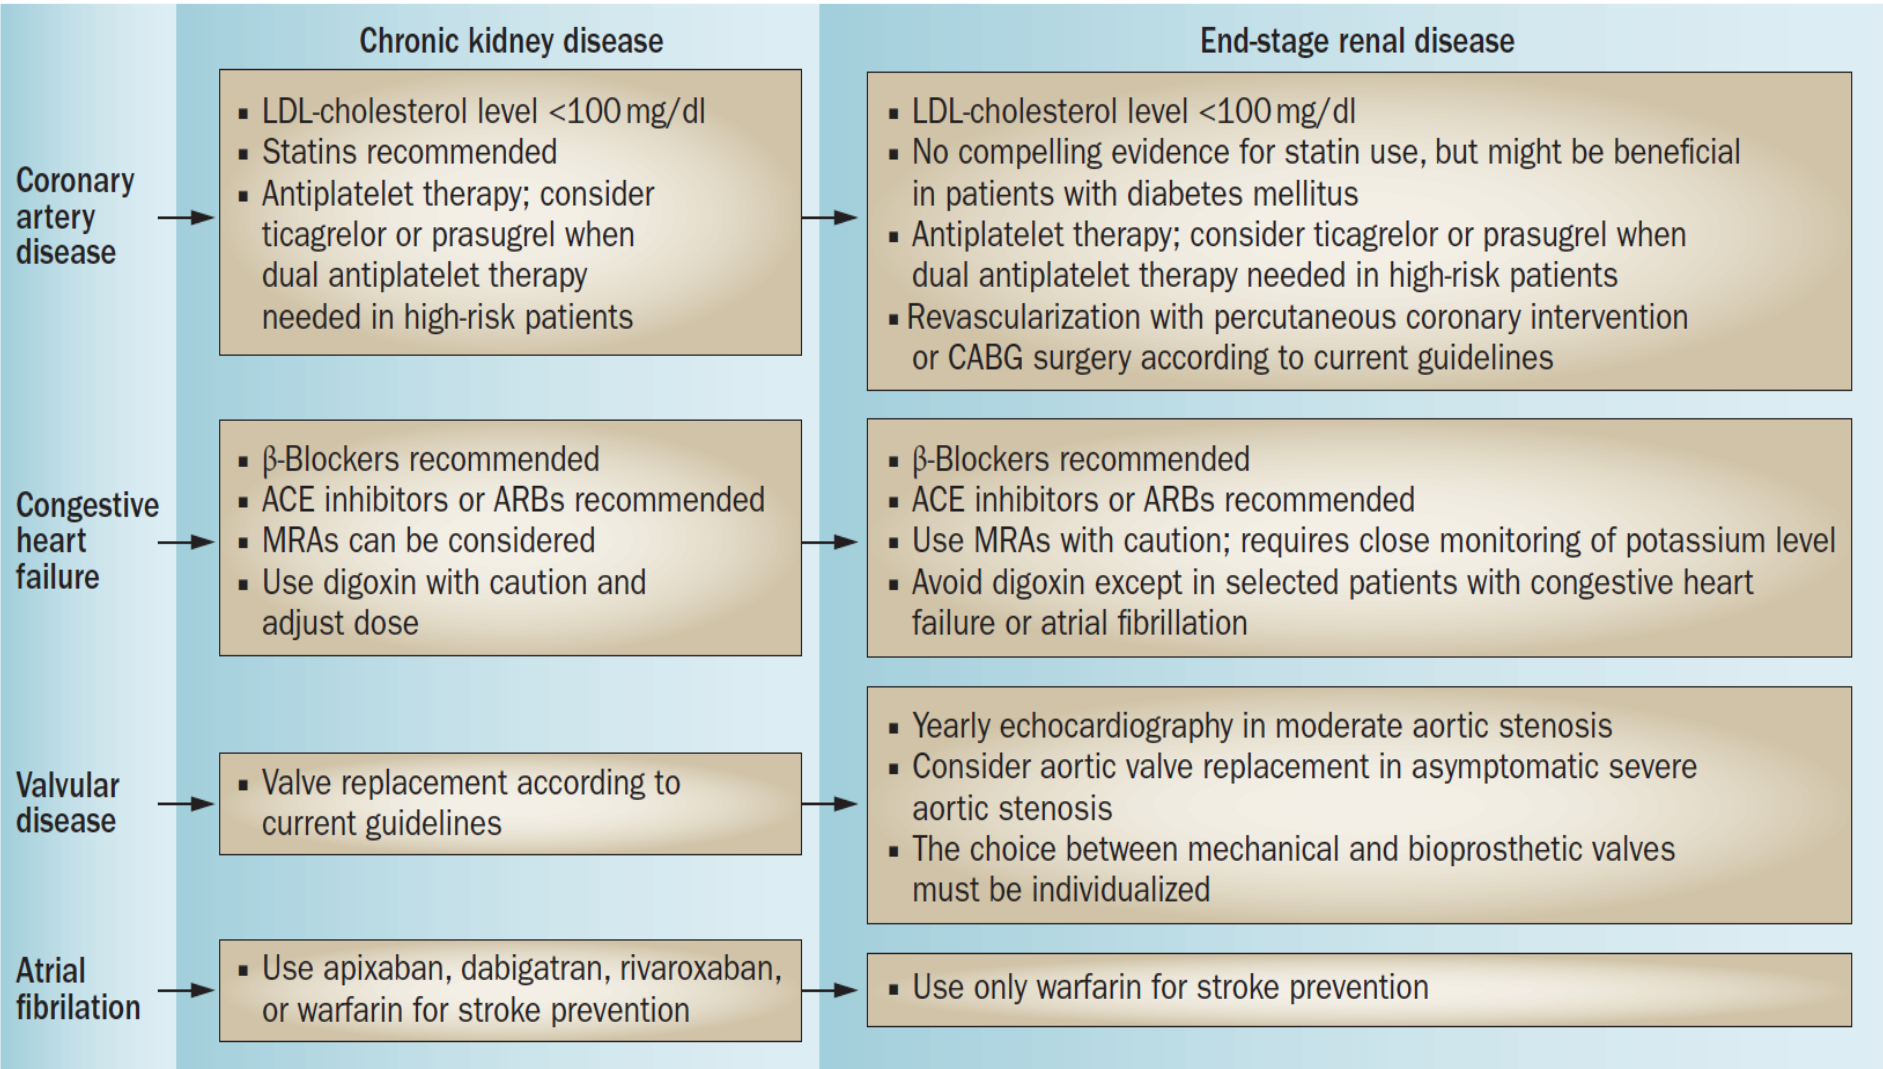 Chronic kidney disease
End-stage renal disease
Coronary
artery
disease
▪ LDL-cholesterol level <100 mg/dl
▪ Statins recommended
▪ Antiplatelet therapy; consider
ticagrelor or prasugrel when
dual antiplatelet therapy
needed in high-risk patients
▪ LDL-cholesterol level <100 mg/dl
▪ No compelling evidence for statin use, but might be beneficial
in patients with diabetes mellitus
▪ Antiplatelet therapy; consider ticagrelor or prasugrel when
dual antiplatelet therapy needed in high-risk patients
▪ Revascularization with percutaneous coronary intervention
or CABG surgery according to current guidelines
Congestive
heart
failure
▪ β-Blockers recommended
▪ ACE inhibitors or ARBs recommended
▪ MRAs can be considered
▪ Use digoxin with caution and
adjust dose
▪ β-Blockers recommended
▪ ACE inhibitors or ARBs recommended
▪ Use MRAs with caution; requires close monitoring of potassium level
▪ Avoid digoxin except in selected patients with congestive heart
failure or atrial fibrillation
Valvular
disease
▪ Valve replacement according to
current guidelines
▪ Yearly echocardiography in moderate aortic stenosis
▪ Consider aortic valve replacement in asymptomatic severe
aortic stenosis
▪ The choice between mechanical and bioprosthetic valves
must be individualized
Atrial
fibrilation
▪ Use apixaban, dabigatran, rivaroxaban,
or warfarin for stroke prevention
▪ Use only warfarin for stroke prevention